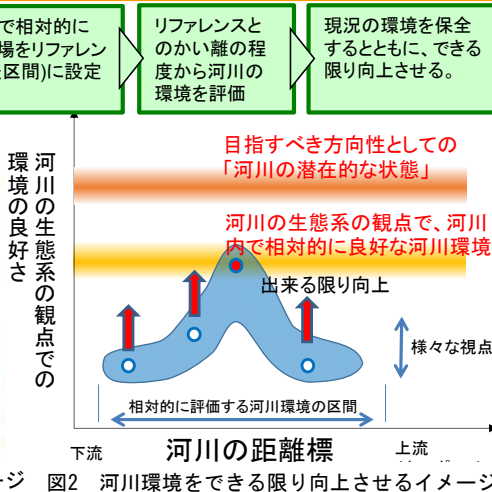 で相対的に
場をリファレン
区間)に設定
リファレンスと
のかい離の程
度から河川の
環境を評価
現況の環境を保全
するとともに、できる
限り向上させる。
目指すべき方向性としての
「河川の潜在的な状態」
河川の生態系の観点で、河川
内で相対的に良好な河川環境
出来る限り向上
河川の生態系の観点での
環境の良好さ
様々な視点
相対的に評価する河川環境の区間
下流
河川の距離標
上流
ージ
図2 河川環境をできる限り向上させるイメージ